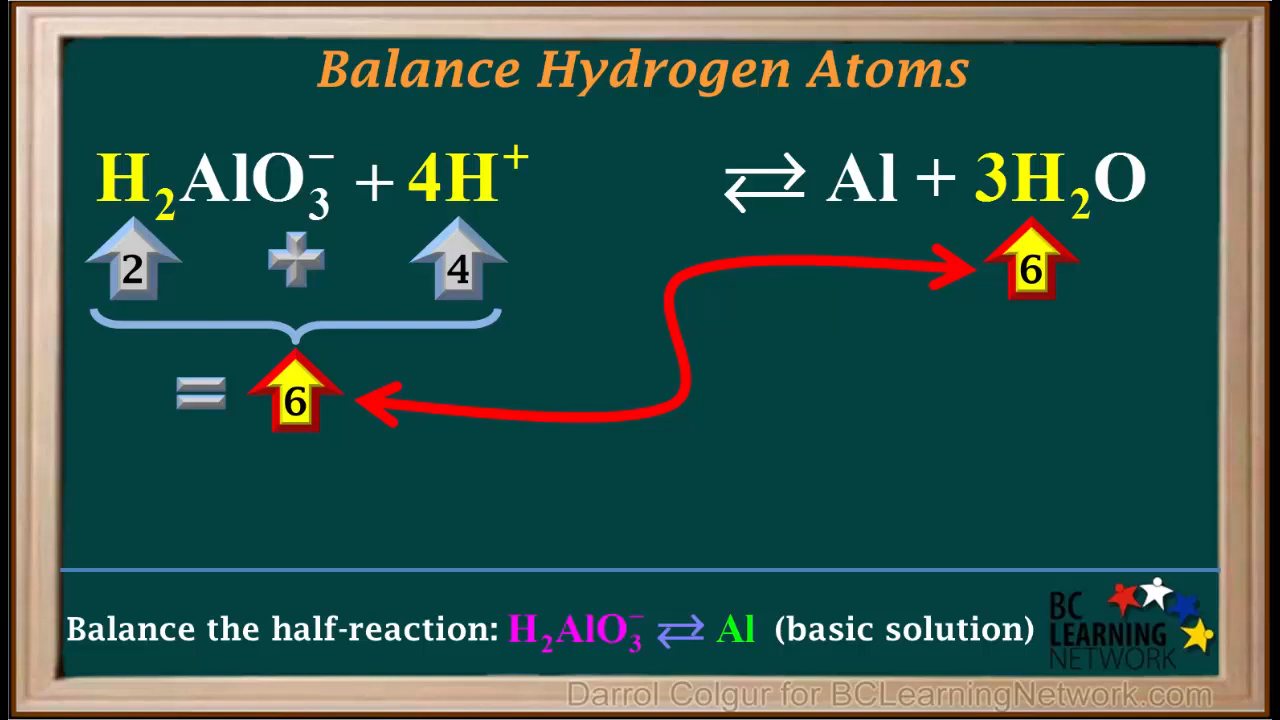 Balance Hydrogen Atoms
H₂AlO₃⁻ + 4H⁺ ⇄ Al + 3H₂O
2 + 4 6
= 6
Balance the half-reaction: H₂AlO₃⁻ ⇄ Al (basic solution)
BC
LEARNING
NETWORK
Darrol Colgur for BCLearningNetwork.com